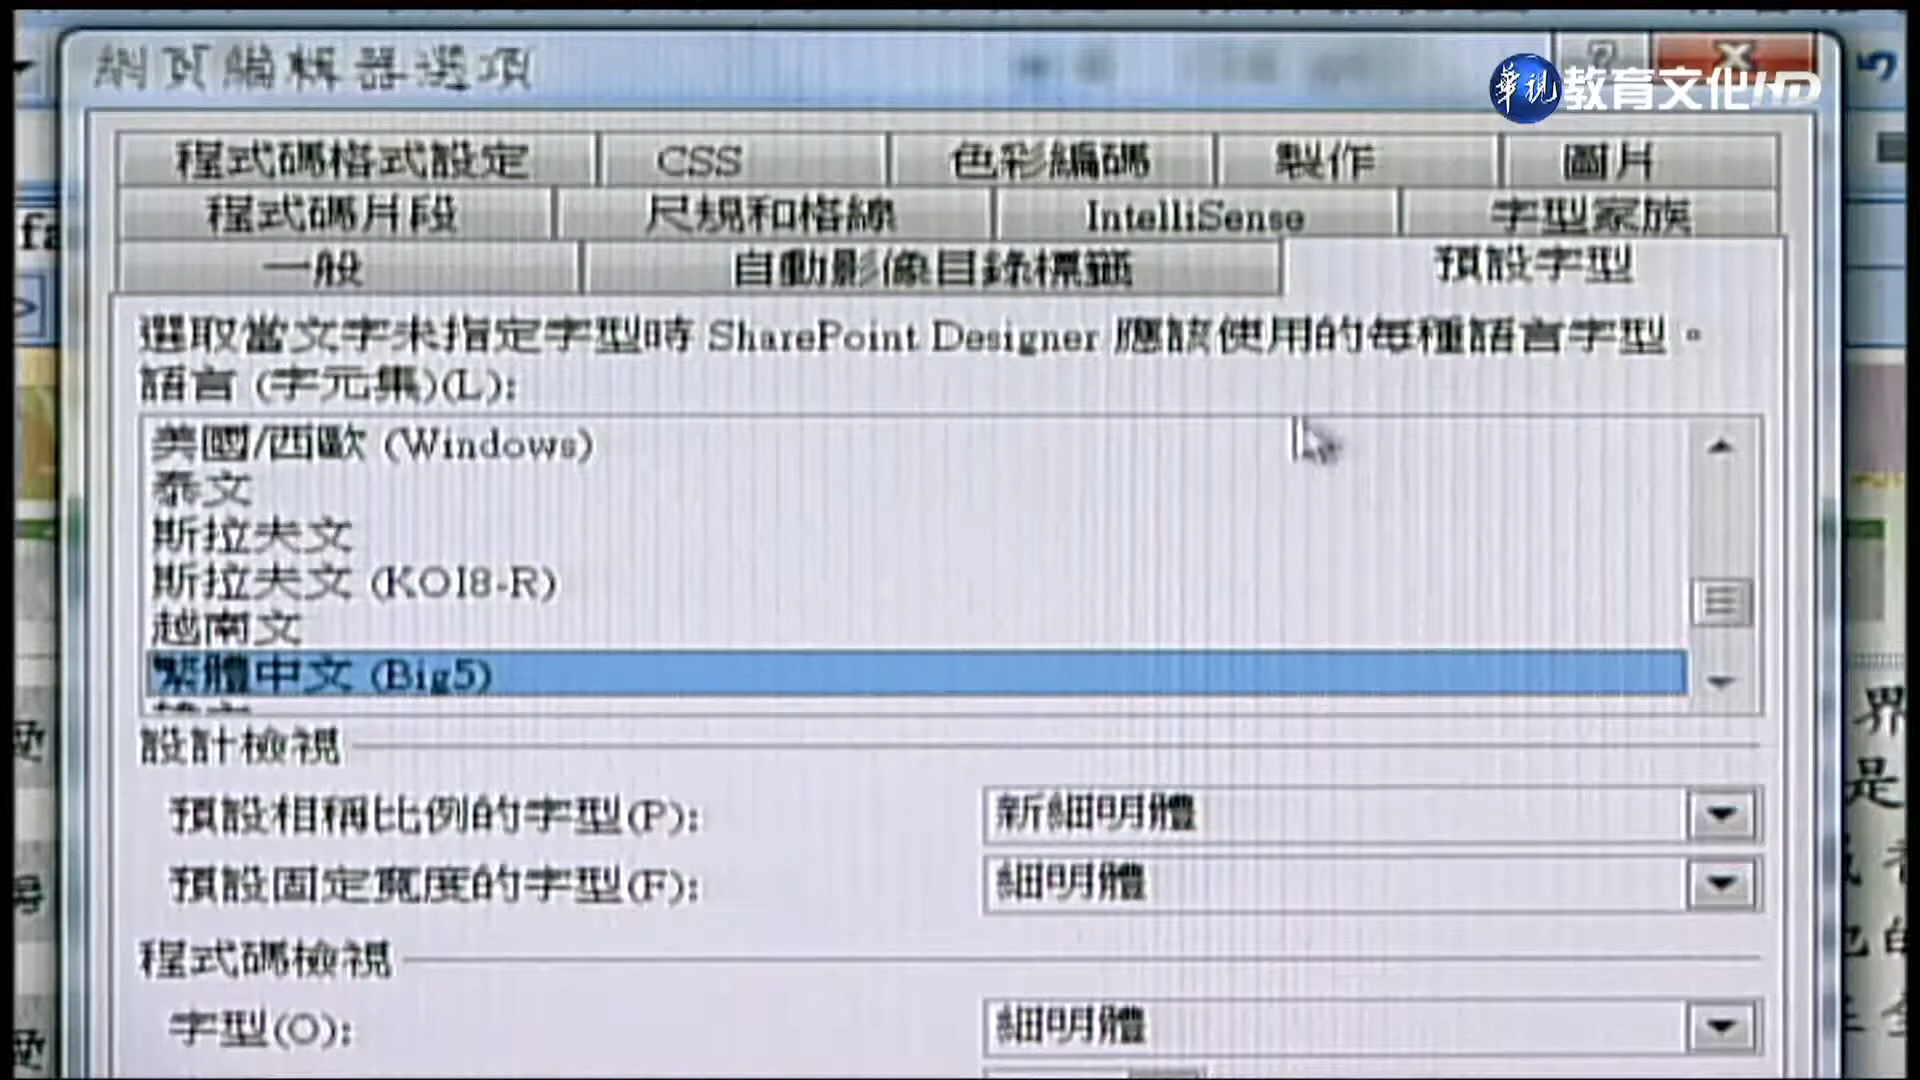 網頁編輯器選項
華視 教育文化HD
程式碼格式設定 CSS 色彩編碼 製作 圖片
程式碼片段 尺規和格線 IntelliSense 字型家族
一般 自動影像目錄標籤 預設字型
選取當文字未指定字型時 SharePoint Designer 應該使用的每種語言字型。
語言 (字元集)(L):
美國/西歐 (Windows)
泰文
斯拉夫文
斯拉夫文 (KOI8-R)
越南文
繁體中文 (Big5)
設計檢視
預設相稱比例的字型(P): 新細明體
預設固定寬度的字型(F): 細明體
程式碼檢視
字型(O): 細明體
界
是